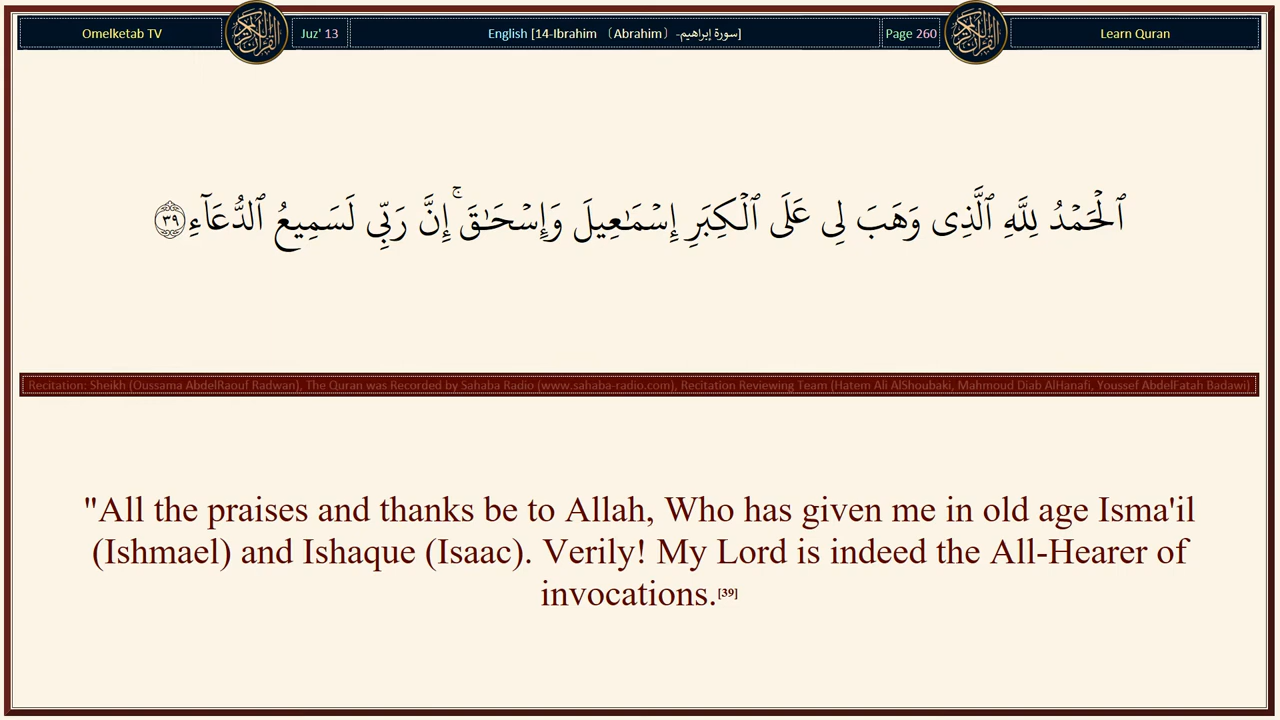 Omelketab TV
Juz' 13
English [14-Ibrahim (Abrahim) -سورة إبراهيم]
Page 260
Learn Quran
ٱلْحَمْدُ لِلَّهِ ٱلَّذِى وَهَبَ لِى عَلَى ٱلْكِبَرِ إِسْمَـٰعِيلَ وَإِسْحَـٰقَ ۚ إِنَّ رَبِّى لَسَمِيعُ ٱلدُّعَآءِ ٣٩
Recitation: Sheikh (Oussama AbdelRaouf Radwan), The Quran was Recorded by Sahaba Radio (www.sahaba-radio.com), Recitation Reviewing Team (Hatem Ali AlShoubaki, Mahmoud Diab AlHanafi, Youssef AbdelFatah Badawi)
"All the praises and thanks be to Allah, Who has given me in old age Isma'il
(Ishmael) and Ishaque (Isaac). Verily! My Lord is indeed the All-Hearer of
invocations.[39]